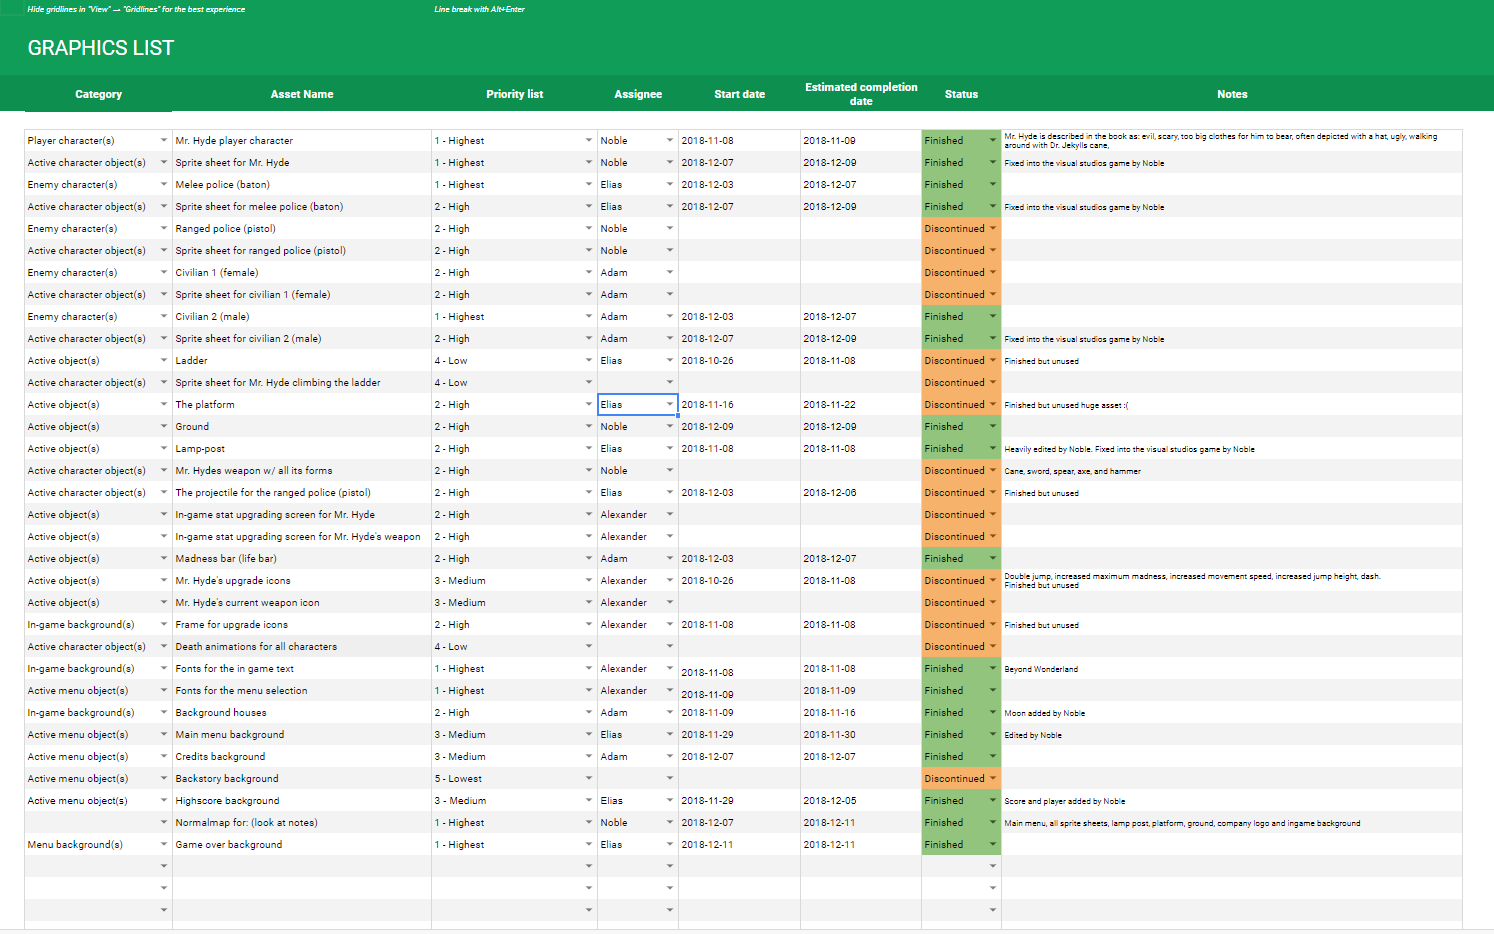 Hide gridlines in "View" → "Gridlines" for the best experience Line break with Alt+Enter
GRAPHICS LIST
Category Asset Name Priority list Assignee Start date Estimated completion date Status Notes
Player character(s) Mr. Hyde player character 1 - Highest Noble 2018-11-08 2018-11-09 Finished Mr. Hyde is described in the book as: evil, scary, too big clothes for him to bear, often depicted with a hat, ugly, walking
around with Dr. Jekylls cane,
Active character object(s) Sprite sheet for Mr. Hyde 1 - Highest Noble 2018-12-07 2018-12-09 Finished Fixed into the visual studios game by Noble
Enemy character(s) Melee police (baton) 1 - Highest Elias 2018-12-03 2018-12-07 Finished
Active character object(s) Sprite sheet for melee police (baton) 2 - High Elias 2018-12-07 2018-12-09 Finished Fixed into the visual studios game by Noble
Enemy character(s) Ranged police (pistol) 2 - High Noble Discontinued
Active character object(s) Sprite sheet for ranged police (pistol) 2 - High Noble Discontinued
Enemy character(s) Civilian 1 (female) 2 - High Adam Discontinued
Active character object(s) Sprite sheet for civilian 1 (female) 2 - High Adam Discontinued
Enemy character(s) Civilian 2 (male) 1 - Highest Adam 2018-12-03 2018-12-07 Finished
Active character object(s) Sprite sheet for civilian 2 (male) 2 - High Adam 2018-12-07 2018-12-09 Finished Fixed into the visual studios game by Noble
Active object(s) Ladder 4 - Low Elias 2018-10-26 2018-11-08 Discontinued Finished but unused
Active character object(s) Sprite sheet for Mr. Hyde climbing the ladder 4 - Low Discontinued
Active object(s) The platform 2 - High Elias 2018-11-16 2018-11-22 Discontinued Finished but unused huge asset :(
Active object(s) Ground 2 - High Noble 2018-12-09 2018-12-09 Finished
Active object(s) Lamp-post 2 - High Elias 2018-11-08 2018-11-08 Finished Heavily edited by Noble. Fixed into the visual studios game by Noble
Active character object(s) Mr. Hydes weapon w/ all its forms 2 - High Noble Discontinued Cane, sword, spear, axe, and hammer
Active character object(s) The projectile for the ranged police (pistol) 2 - High Elias 2018-12-03 2018-12-06 Discontinued Finished but unused
Active object(s) In-game stat upgrading screen for Mr. Hyde 2 - High Alexander Discontinued
Active object(s) In-game stat upgrading screen for Mr. Hyde's weapon 2 - High Alexander Discontinued
Active object(s) Madness bar (life bar) 2 - High Adam 2018-12-03 2018-12-07 Finished
Active object(s) Mr. Hyde's upgrade icons 3 - Medium Alexander 2018-10-26 2018-11-08 Discontinued Double jump, increased maximum madness, increased movement speed, increased jump height, dash.
Finished but unused
Active object(s) Mr. Hyde's current weapon icon 3 - Medium Alexander Discontinued
In-game background(s) Frame for upgrade icons 2 - High Alexander 2018-11-08 2018-11-08 Discontinued Finished but unused
Active character object(s) Death animations for all characters 4 - Low Discontinued
In-game background(s) Fonts for the in game text 1 - Highest Alexander 2018-11-08 2018-11-08 Finished Beyond Wonderland
Active menu object(s) Fonts for the menu selection 1 - Highest Alexander 2018-11-09 2018-11-09 Finished
In-game background(s) Background houses 2 - High Adam 2018-11-09 2018-11-16 Finished Moon added by Noble
Active menu object(s) Main menu background 3 - Medium Elias 2018-11-29 2018-11-30 Finished Edited by Noble
Active menu object(s) Credits background 3 - Medium Adam 2018-12-07 2018-12-07 Finished
Active menu object(s) Backstory background 5 - Lowest Discontinued
Active menu object(s) Highscore background 3 - Medium Elias 2018-11-29 2018-12-05 Finished Score and player added by Noble
Normalmap for: (look at notes) 1 - Highest Noble 2018-12-07 2018-12-11 Finished Main menu, all sprite sheets, lamp post, platform, ground, company logo and ingame background
Menu background(s) Game over background 1 - Highest Elias 2018-12-11 2018-12-11 Finished